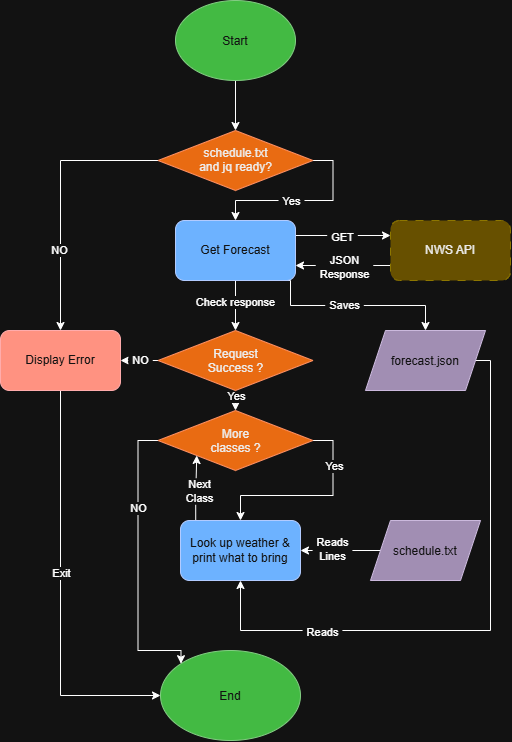 Start
schedule.txt
and jq ready?
Yes
NO
Get Forecast
GET
NWS API
JSON
Response
Check response
Saves
Display Error
NO
Request
Success ?
forecast.json
Yes
More
classes ?
Yes
Next
Class
NO
Look up weather &
print what to bring
Reads
Lines
schedule.txt
Exit
Reads
End